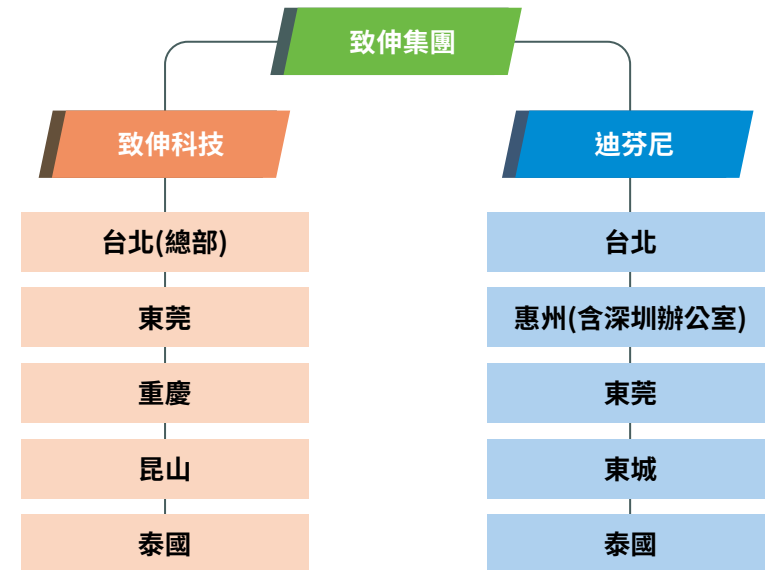 致伸集團
致伸科技
迪芬尼
台北(總部)
台北
東莞
惠州(含深圳辦公室)
重慶
東莞
昆山
東城
泰國
泰國